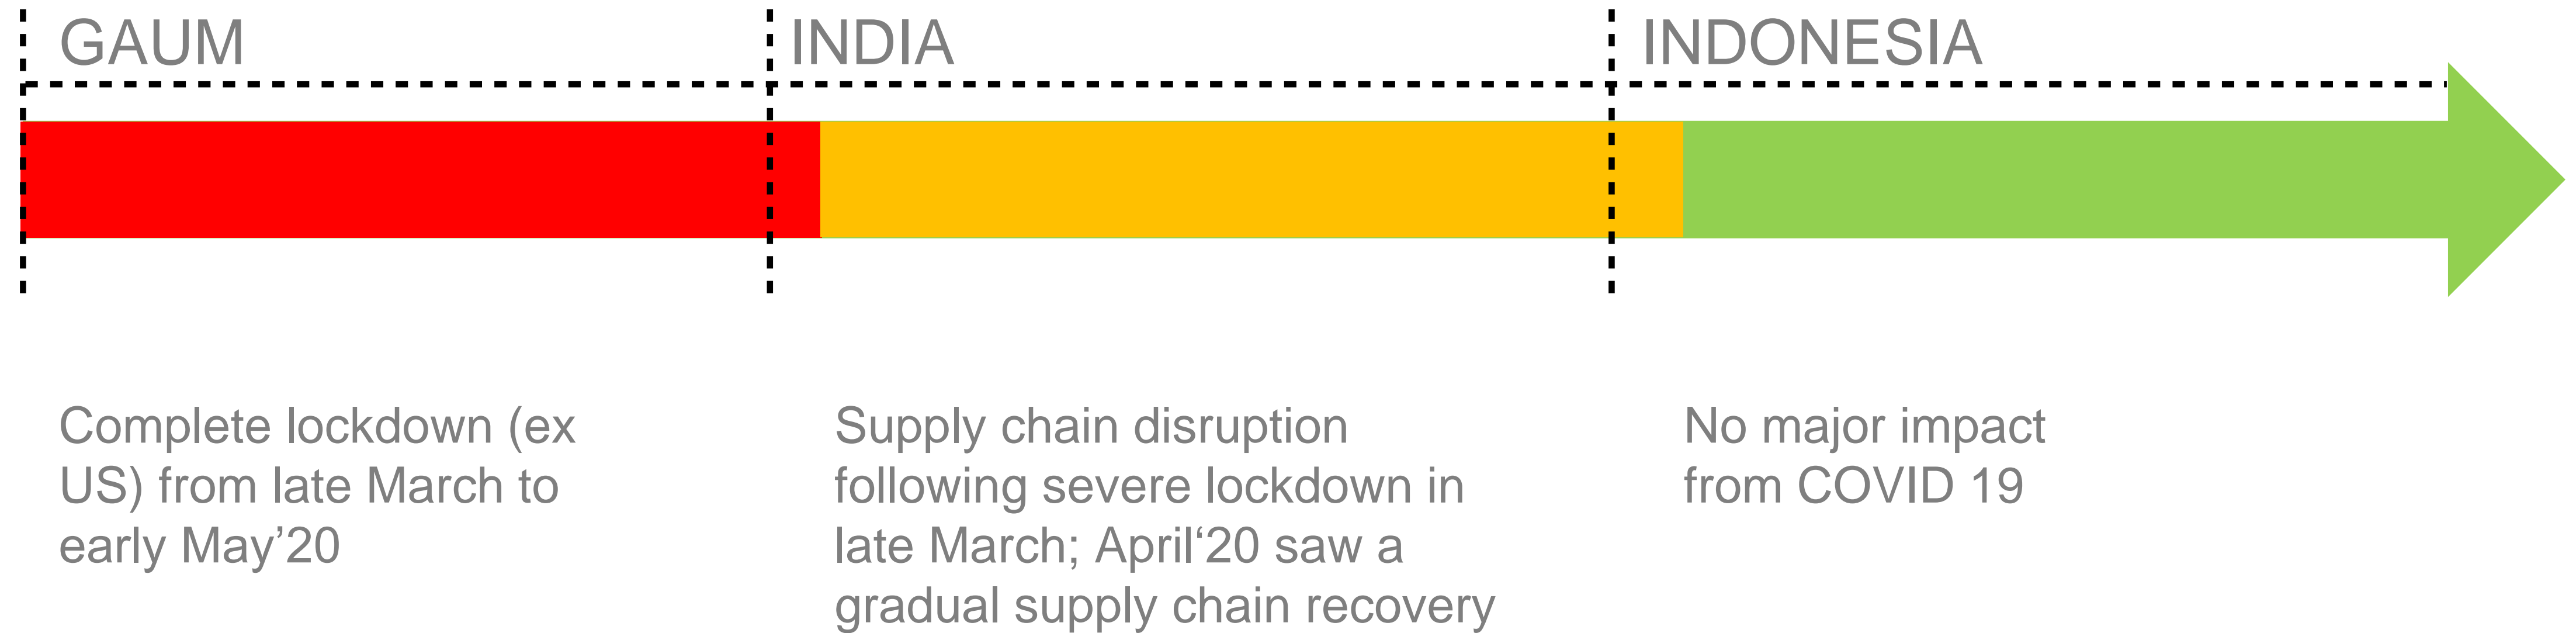 GAUM
INDIA
INDONESIA
Complete lockdown (ex
US) from late March to
early May’20
Supply chain disruption
following severe lockdown in
late March; April‘20 saw a
gradual supply chain recovery
No major impact
from COVID 19